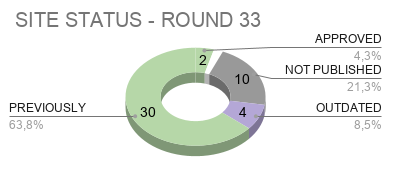 SITE STATUS - ROUND 33
APPROVED
4,3%
2
NOT PUBLISHED
21,3%
10
PREVIOUSLY
63,8%
30
4
OUTDATED
8,5%